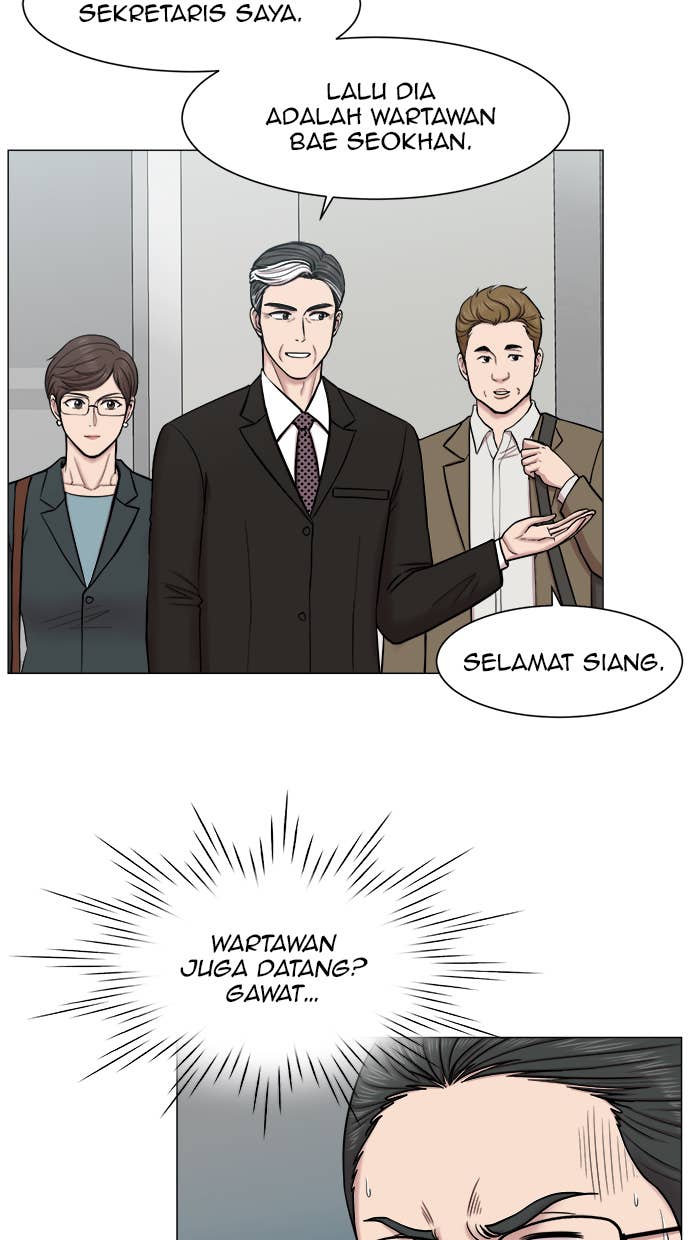 SEKRETARIS SAYA.
LALU DIA
ADALAH WARTAWAN
BAE SEOKHAN.
SELAMAT SIANG.
WARTAWAN
JUGA DATANG?
GAWAT...